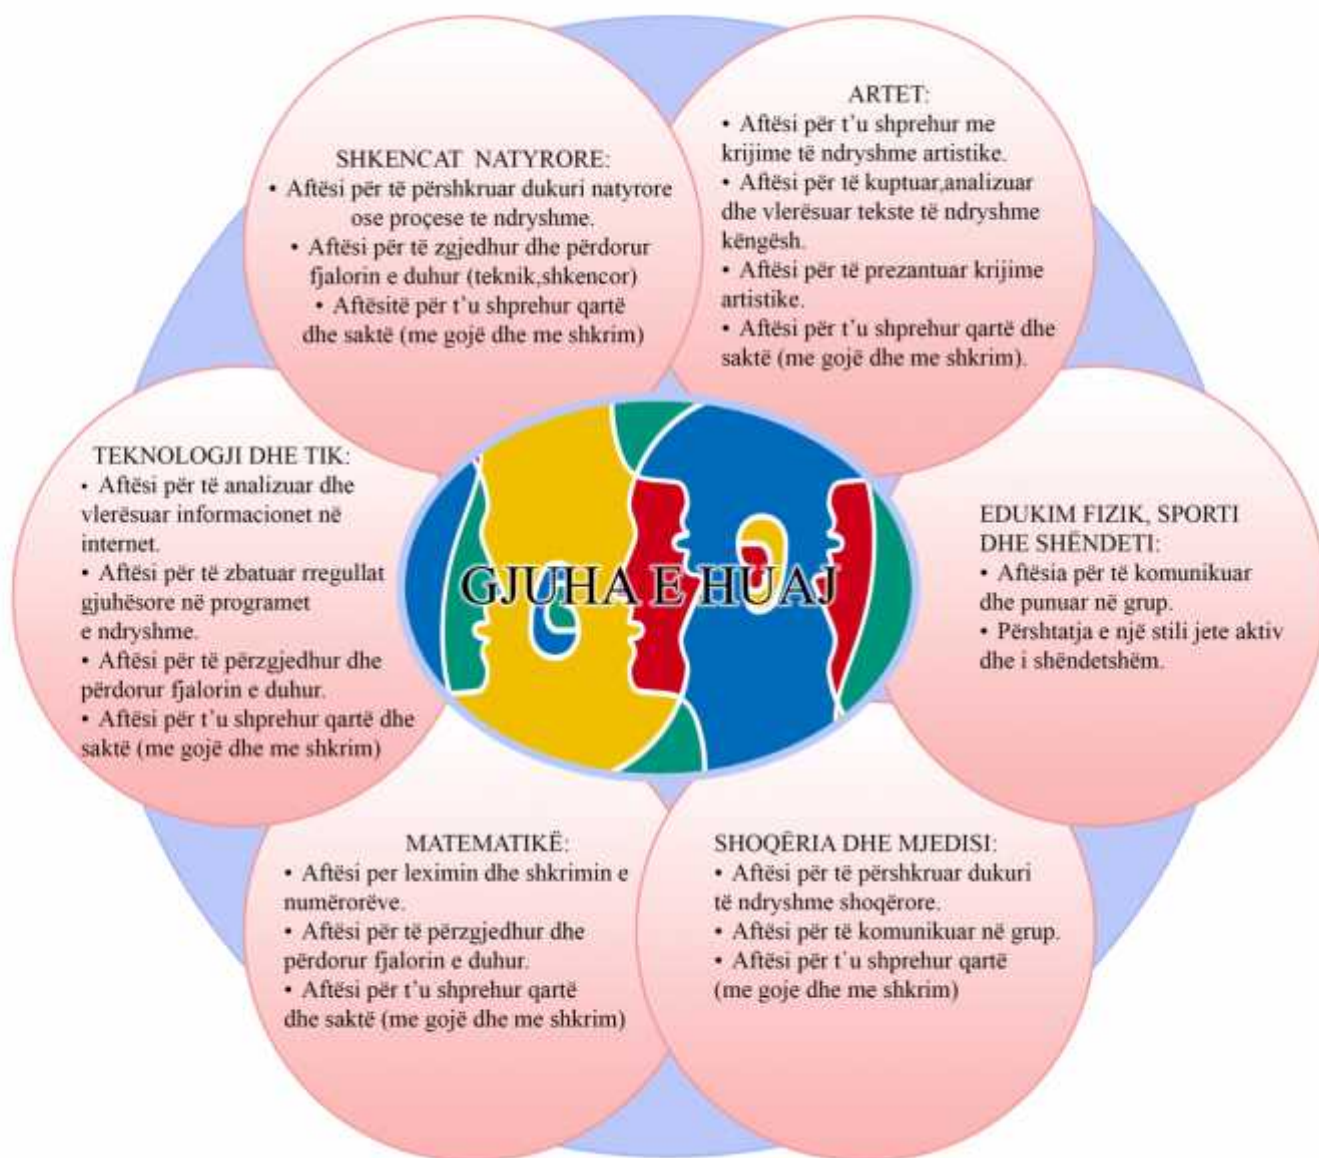 SHKENCAT NATYRORE:
• Aftësi për të përshkruar dukuri natyrore
ose proçese te ndryshme.
• Aftësi për të zgjedhur dhe përdorur
fjalorin e duhur (teknik,shkencor)
• Aftësitë për t’u shprehur qartë
dhe saktë (me gojë dhe me shkrim)
ARTET:
• Aftësi për t’u shprehur me
krijime të ndryshme artistike.
• Aftësi për të kuptuar,analizuar
dhe vlerësuar tekste të ndryshme
këngësh.
• Aftësi për të prezantuar krijime
artistike.
• Aftësi për t’u shprehur qartë dhe
saktë (me gojë dhe me shkrim).
TEKNOLOGJI DHE TIK:
• Aftësi për të analizuar dhe
vlerësuar informacionet në
internet.
• Aftësi për të zbatuar rregullat
gjuhësore në programet
e ndryshme.
• Aftësi për të përzgjedhur dhe
përdorur fjalorin e duhur.
• Aftësi për t’u shprehur qartë dhe
saktë (me gojë dhe me shkrim)
GJUHA E HUAJ
EDUKIM FIZIK, SPORTI
DHE SHËNDETI:
• Aftësia për të komunikuar
dhe punuar në grup.
• Përshtatja e një stili jete aktiv
dhe i shëndetshëm.
MATEMATIKË:
• Aftësi per leximin dhe shkrimin e
numërorëve.
• Aftësi për të përzgjedhur dhe
përdorur fjalorin e duhur.
• Aftësi për t’u shprehur qartë
dhe saktë (me gojë dhe me shkrim)
SHOQËRIA DHE MJEDISI:
• Aftësi për të përshkruar dukuri
të ndryshme shoqërore.
• Aftësi për të komunikuar në grup.
• Aftësi për t’u shprehur qartë
(me goje dhe me shkrim)